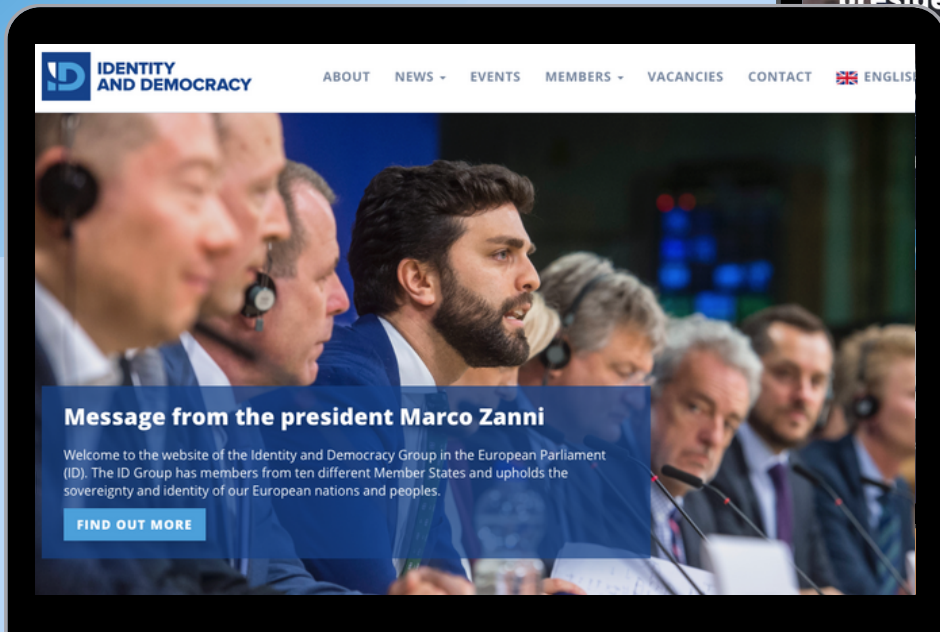 IDENTITY
AND DEMOCRACY
ABOUT NEWS EVENTS MEMBERS VACANCIES CONTACT
Message from the president Marco Zanni
Welcome to the website of the Identity and Democracy Group in the European Parliament
(ID). The ID Group has members from ten different Member States and upholds the
sovereignty and identity of our European nations and peoples.
FIND OUT MORE